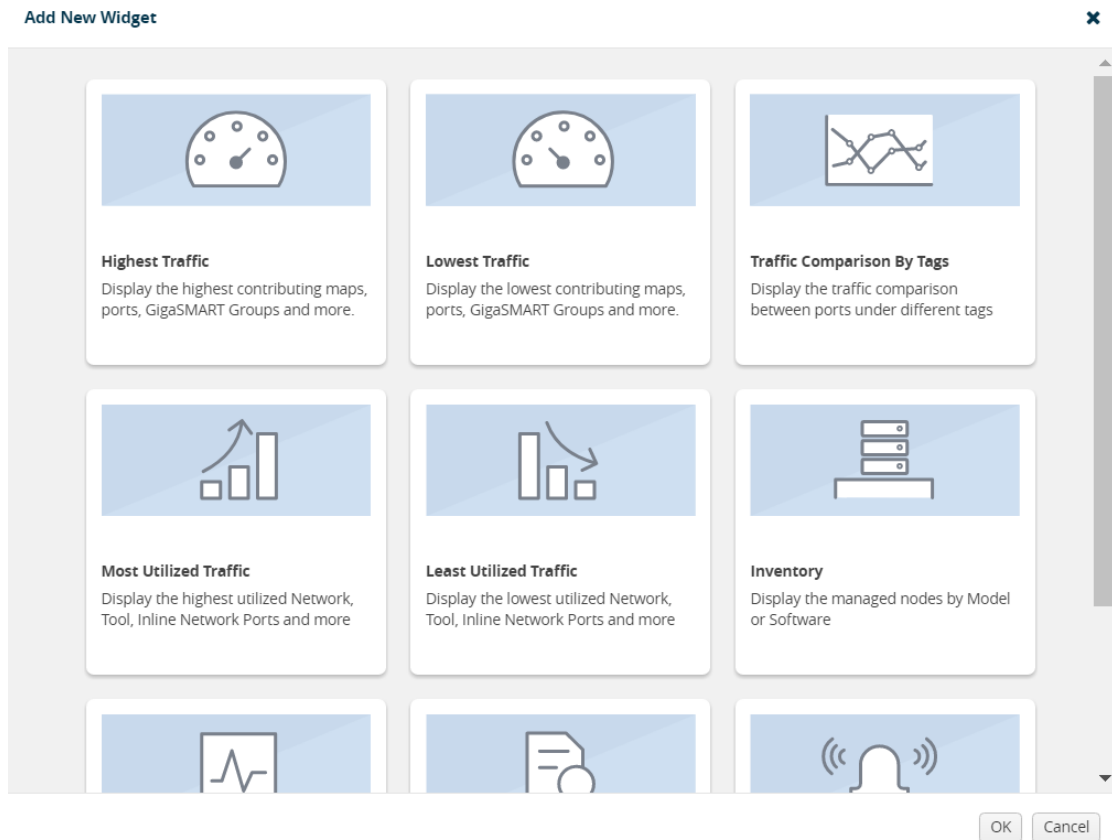 Add New Widget
Highest Traffic
Display the highest contributing maps,
ports, GigaSMART Groups and more.
Lowest Traffic
Display the lowest contributing maps,
ports, GigaSMART Groups and more.
Traffic Comparison By Tags
Display the traffic comparison
between ports under different tags
Most Utilized Traffic
Display the highest utilized Network,
Tool, Inline Network Ports and more
Least Utilized Traffic
Display the lowest utilized Network,
Tool, Inline Network Ports and more
Inventory
Display the managed nodes by Model
or Software
OK
Cancel